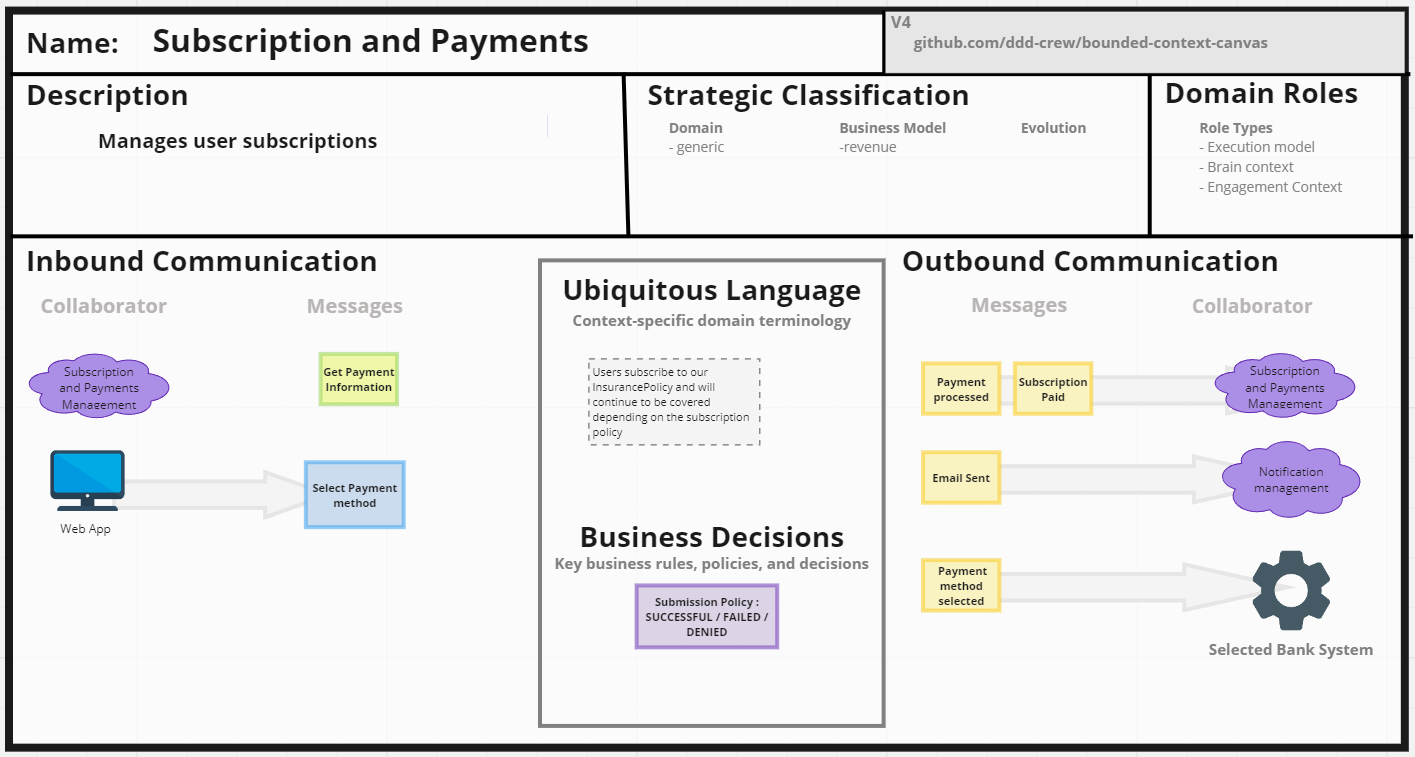 Name: Subscription and Payments
V4
github.com/ddd-crew/bounded-context-canvas
Description
Manages user subscriptions
Strategic Classification
Domain
- generic
Business Model
-revenue
Evolution
Domain Roles
Role Types
- Execution model
- Brain context
- Engagement Context
Inbound Communication
Collaborator
Messages
Subscription
and Payments
Management
Get Payment
Information
Web App
Select Payment
method
Ubiquitous Language
Context-specific domain terminology
Users subscribe to our
InsurancePolicy and will
continue to be covered
depending on the subscription
policy
Business Decisions
Key business rules, policies, and decisions
Submission Policy :
SUCCESSFUL / FAILED /
DENIED
Outbound Communication
Messages
Collaborator
Payment
processed
Subscription
Paid
Subscription
and Payments
Management
Email Sent
Notification
management
Payment
method
selected
Selected Bank System